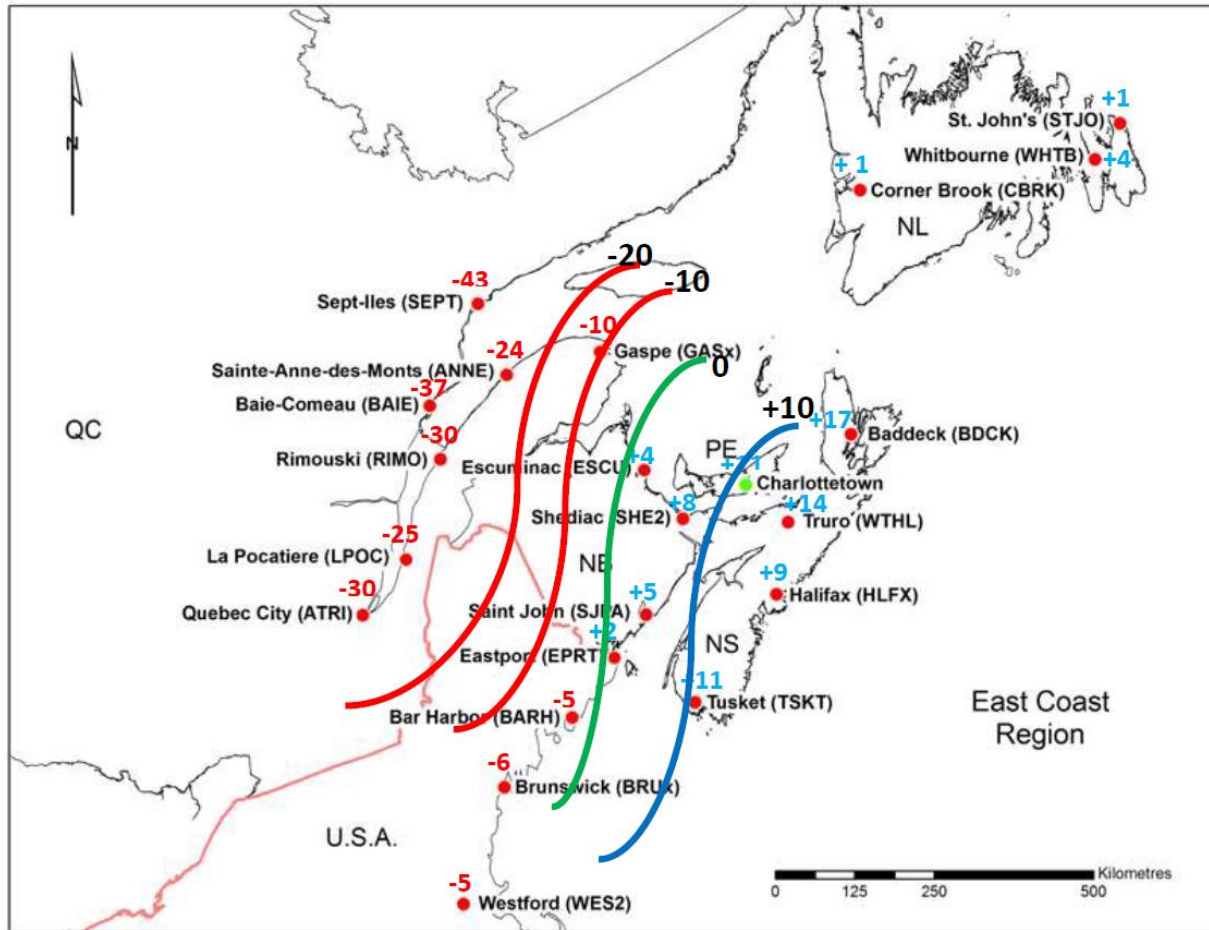 N
+1
St. John's (STJO)
Whitbourne (WHTB)
+4
+ 1
Corner Brook (CBRK)
NL
-20
-10
-43
Sept-Iles (SEPT)
-10
Gaspe (GASx)
-24
Sainte-Anne-des-Monts (ANNE)
0
-37
Baie-Comeau (BAIE)
+10
+17
Baddeck (BDCK)
QC
-30
Rimouski (RIMO)
PE
Escuminac (ESCU)
+4
Charlottetown
+8
Shediac (SHE2)
+14
Truro (WTHL)
-25
La Pocatiere (LPOC)
NB
-30
Quebec City (ATRI)
+5
Saint John (SJPA)
+9
Halifax (HLFX)
+2
Eastport (EPRT)
NS
+11
Tusket (TSKT)
-5
Bar Harbor (BARH)
East Coast
Region
-6
Brunswick (BRUx)
U.S.A.
-5
Westford (WES2)
Kilometres
0 125 250 500